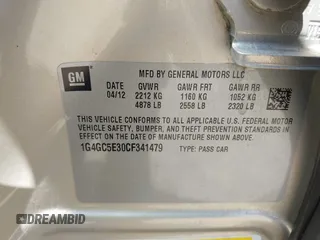 GM
MFG BY GENERAL MOTORS LLC
DATE GVWR GAWR FRT GAWR RR
04/12 2212 KG 1160 KG 1052 KG
4878 LB 2558 LB 2320 LB
THIS VEHICLE CONFORMS TO ALL APPLICABLE U.S. FEDERAL MOTOR
VEHICLE SAFETY, BUMPER, AND THEFT PREVENTION STANDARDS
IN EFFECT ON THE DATE OF MANUFACTURE SHOWN ABOVE.
1G4GC5E30CF341479 TYPE: PASS CAR
DREAMBID